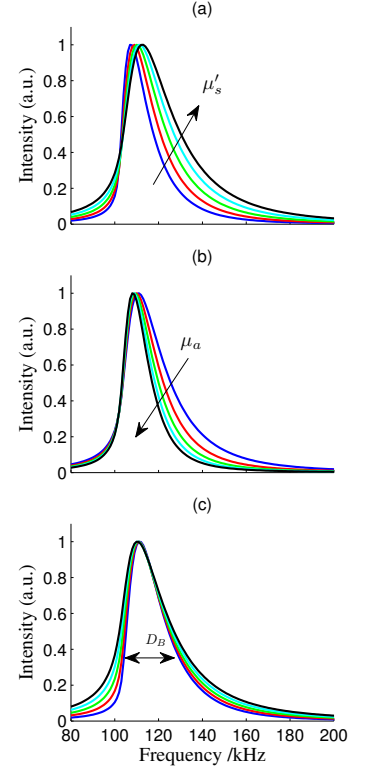 (a)
Intensity (a.u.)
1
0.8
0.6
0.4
0.2
0
μ′s
(b)
Intensity (a.u.)
1
0.8
0.6
0.4
0.2
0
μa
(c)
Intensity (a.u.)
1
0.8
0.6
0.4
0.2
0
DB
80 100 120 140 160 180 200
Frequency /kHz